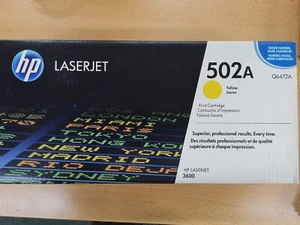 hp
LASERJET
502A
Q6472A
Yellow
Jaune
Print Cartridge
Cartouche d'impression
Superior, professional results. Every time.
Des résultats professionnels et de qualité
supérieure à chaque impression.
HP LASERJET
3600